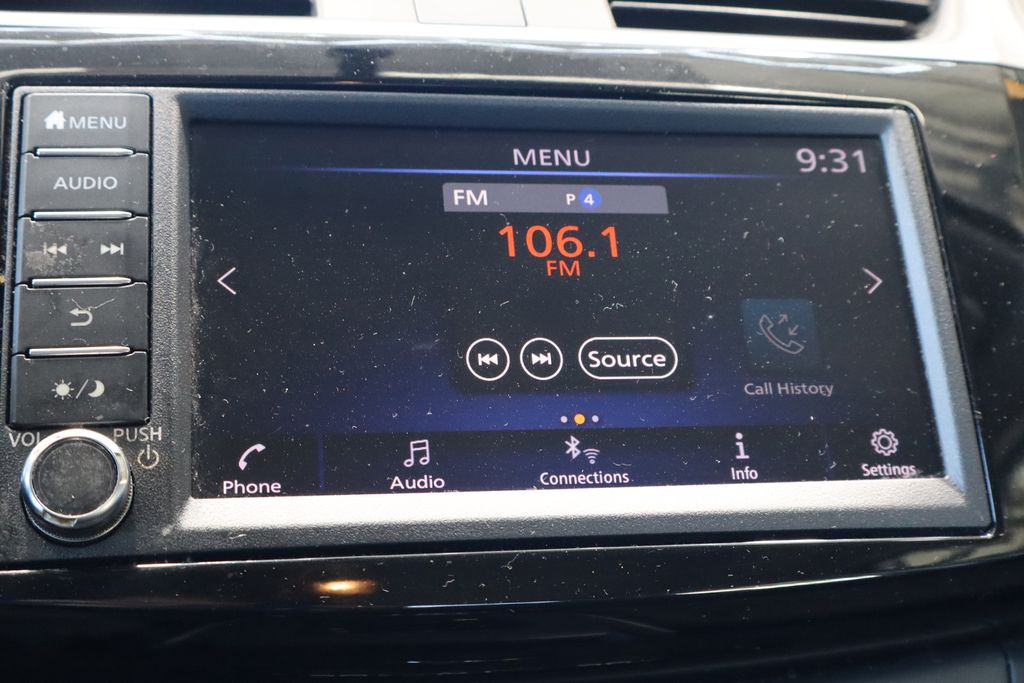 MENU
AUDIO
VOL
PUSH
MENU
9:31
FM P 4
106.1
FM
Source
Call History
Phone
Audio
Connections
Info
Settings